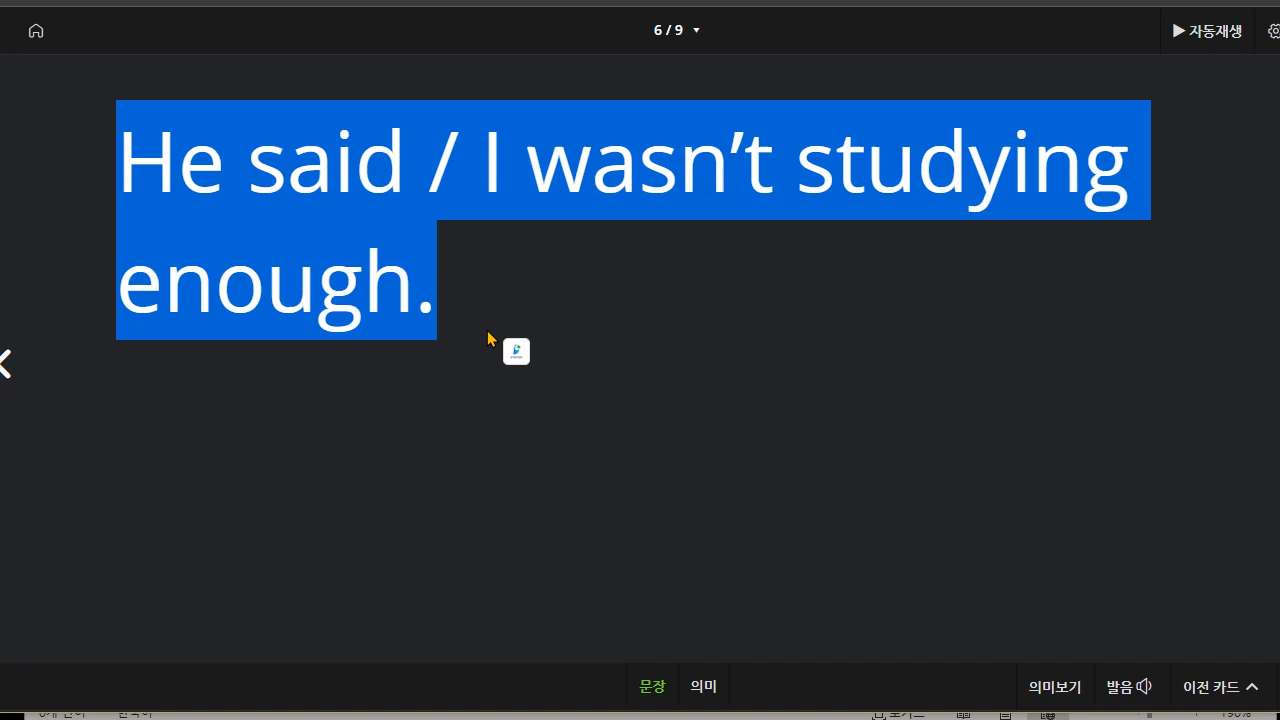 6 / 9
▶ 자동재생
He said / I wasn’t studying
enough.
문장 의미 의미보기 발음 이전 카드